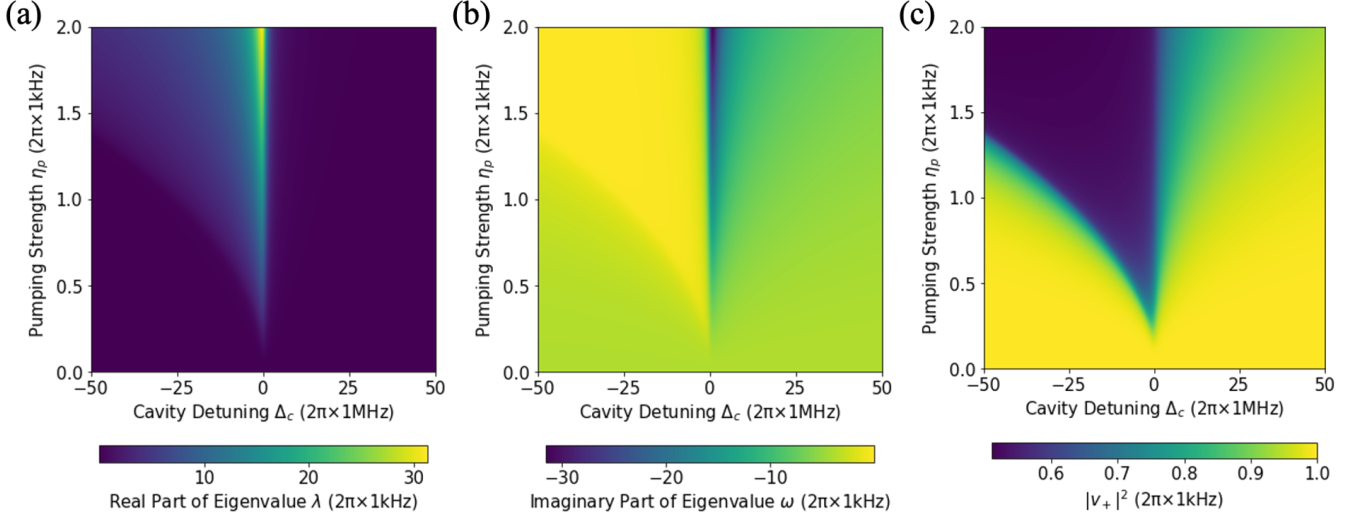 (a)
2.0
1.5
1.0
0.5
0.0
Pumping Strength ηp (2π×1kHz)
−50 −25 0 25 50
Cavity Detuning Δc (2π×1MHz)
10 20 30
Real Part of Eigenvalue λ (2π×1kHz)
(b)
2.0
1.5
1.0
0.5
0.0
Pumping Strength ηp (2π×1kHz)
−50 −25 0 25 50
Cavity Detuning Δc (2π×1MHz)
−30 −20 −10
Imaginary Part of Eigenvalue ω (2π×1kHz)
(c)
2.0
1.5
1.0
0.5
0.0
Pumping Strength ηp (2π×1kHz)
−50 −25 0 25 50
Cavity Detuning Δc (2π×1MHz)
0.6 0.7 0.8 0.9 1.0
|v+|² (2π×1kHz)